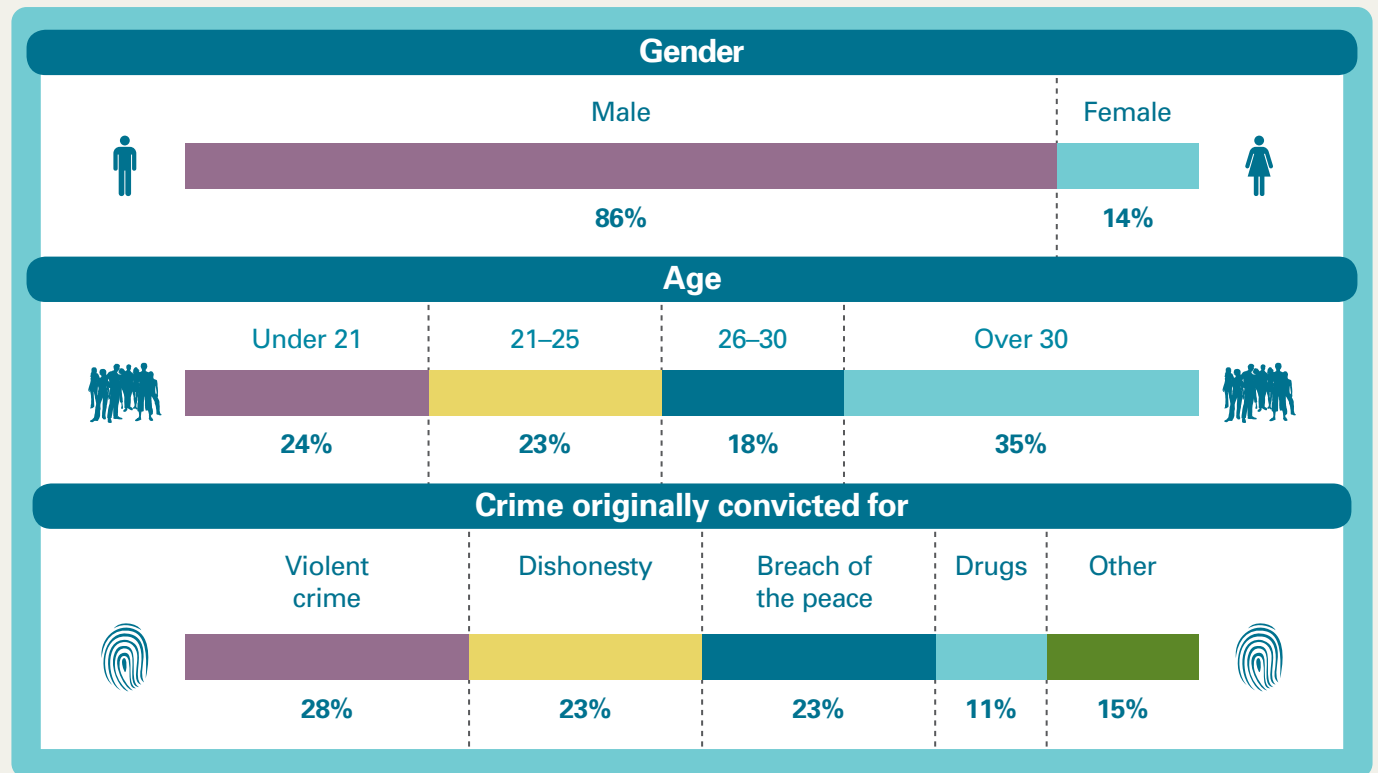 Gender
Male Female
86% 14%
Age
Under 21 21–25 26–30 Over 30
24% 23% 18% 35%
Crime originally convicted for
Violent
crime
Dishonesty
Breach of
the peace
Drugs
Other
28% 23% 23% 11% 15%